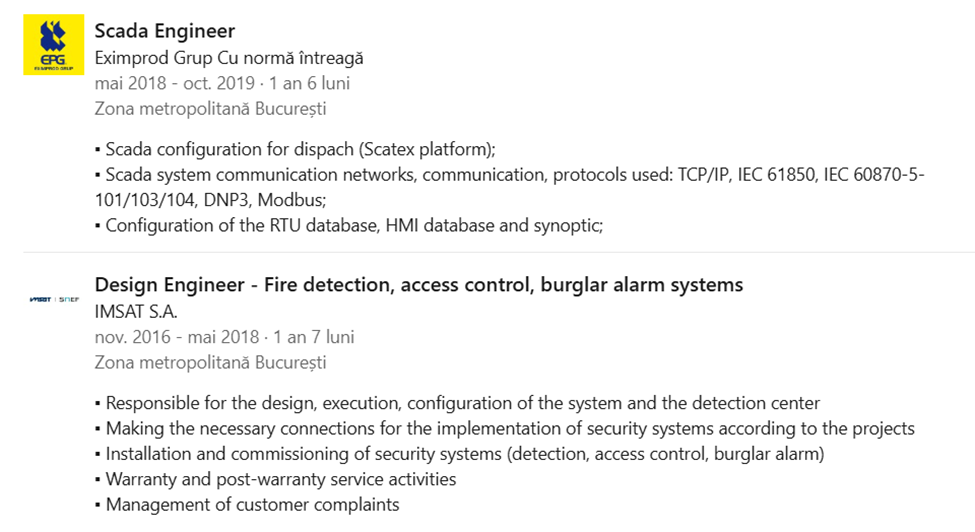 EPG
EXIMPROD GRUP
Scada Engineer
Eximprod Grup Cu normă întreagă
mai 2018 - oct. 2019 · 1 an 6 luni
Zona metropolitană București
▪ Scada configuration for dispach (Scatex platform);
▪ Scada system communication networks, communication, protocols used: TCP/IP, IEC 61850, IEC 60870-5-
101/103/104, DNP3, Modbus;
▪ Configuration of the RTU database, HMI database and synoptic;
IMSAT | SNEF
Design Engineer - Fire detection, access control, burglar alarm systems
IMSAT S.A.
nov. 2016 - mai 2018 · 1 an 7 luni
Zona metropolitană București
▪ Responsible for the design, execution, configuration of the system and the detection center
▪ Making the necessary connections for the implementation of security systems according to the projects
▪ Installation and commissioning of security systems (detection, access control, burglar alarm)
▪ Warranty and post-warranty service activities
▪ Management of customer complaints